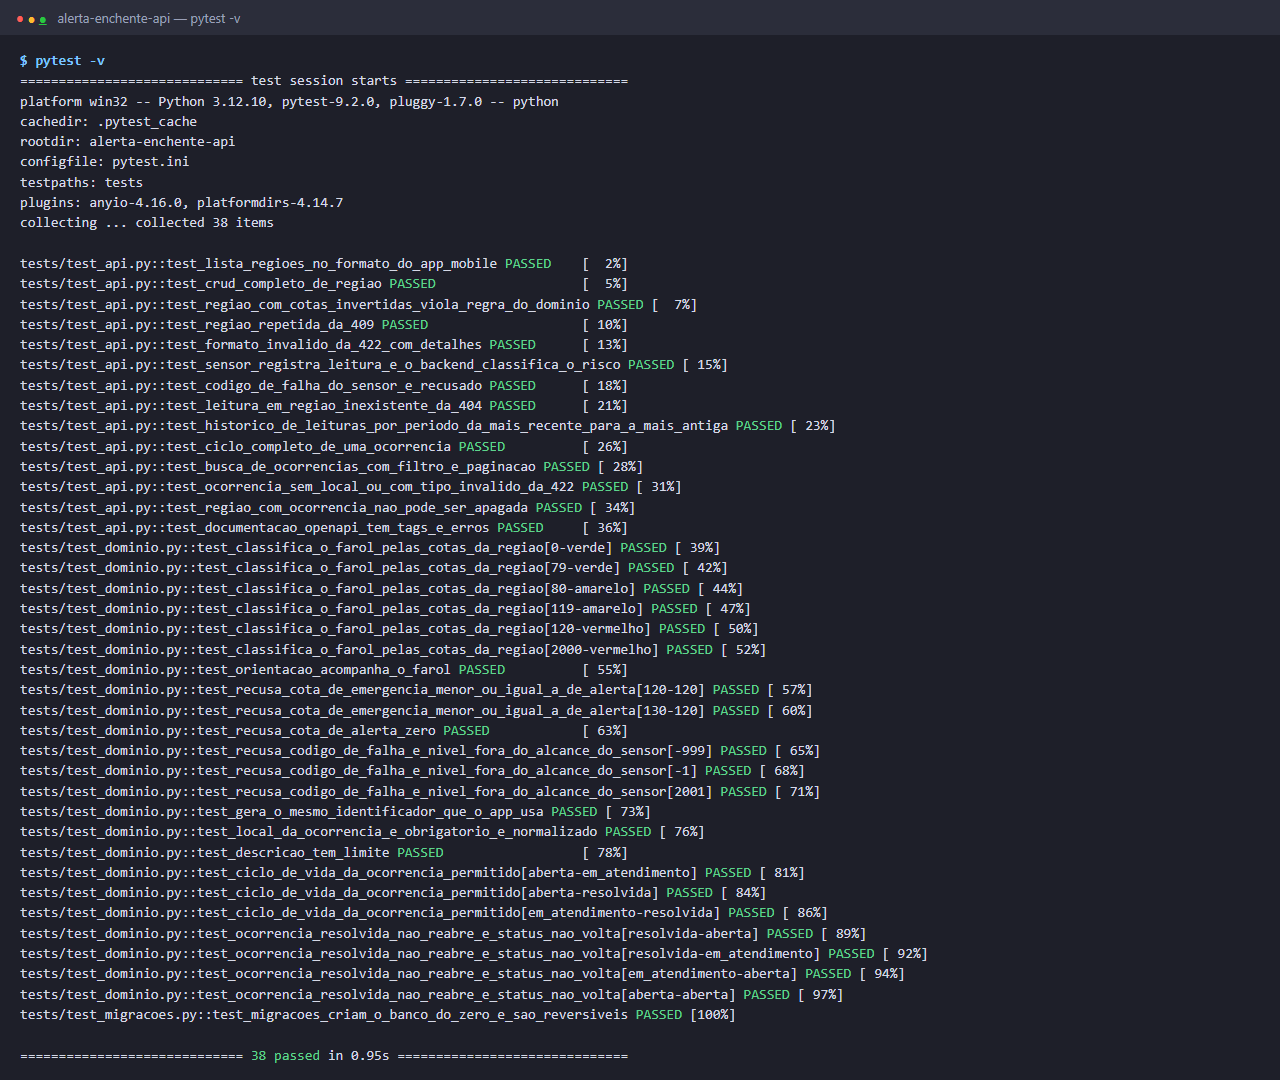 alerta-enchente-api — pytest -v
$ pytest -v
============================= test session starts =============================
platform win32 -- Python 3.12.10, pytest-9.2.0, pluggy-1.7.0 -- python
cachedir: .pytest_cache
rootdir: alerta-enchente-api
configfile: pytest.ini
testpaths: tests
plugins: anyio-4.16.0, platformdirs-4.14.7
collecting ... collected 38 items
tests/test_api.py::test_lista_regioes_no_formato_do_app_mobile PASSED    [  2%]
tests/test_api.py::test_crud_completo_de_regiao PASSED                   [  5%]
tests/test_api.py::test_regiao_com_cotas_invertidas_viola_regra_do_dominio PASSED [  7%]
tests/test_api.py::test_regiao_repetida_da_409 PASSED                    [ 10%]
tests/test_api.py::test_formato_invalido_da_422_com_detalhes PASSED      [ 13%]
tests/test_api.py::test_sensor_registra_leitura_e_o_backend_classifica_o_risco PASSED [ 15%]
tests/test_api.py::test_codigo_de_falha_do_sensor_e_recusado PASSED      [ 18%]
tests/test_api.py::test_leitura_em_regiao_inexistente_da_404 PASSED      [ 21%]
tests/test_api.py::test_historico_de_leituras_por_periodo_da_mais_recente_para_a_mais_antiga PASSED [ 23%]
tests/test_api.py::test_ciclo_completo_de_uma_ocorrencia PASSED          [ 26%]
tests/test_api.py::test_busca_de_ocorrencias_com_filtro_e_paginacao PASSED [ 28%]
tests/test_api.py::test_ocorrencia_sem_local_ou_com_tipo_invalido_da_422 PASSED [ 31%]
tests/test_api.py::test_regiao_com_ocorrencia_nao_pode_ser_apagada PASSED [ 34%]
tests/test_api.py::test_documentacao_openapi_tem_tags_e_erros PASSED     [ 36%]
tests/test_dominio.py::test_classifica_o_farol_pelas_cotas_da_regiao[0-verde] PASSED [ 39%]
tests/test_dominio.py::test_classifica_o_farol_pelas_cotas_da_regiao[79-verde] PASSED [ 42%]
tests/test_dominio.py::test_classifica_o_farol_pelas_cotas_da_regiao[80-amarelo] PASSED [ 44%]
tests/test_dominio.py::test_classifica_o_farol_pelas_cotas_da_regiao[119-amarelo] PASSED [ 47%]
tests/test_dominio.py::test_classifica_o_farol_pelas_cotas_da_regiao[120-vermelho] PASSED [ 50%]
tests/test_dominio.py::test_classifica_o_farol_pelas_cotas_da_regiao[2000-vermelho] PASSED [ 52%]
tests/test_dominio.py::test_orientacao_acompanha_o_farol PASSED          [ 55%]
tests/test_dominio.py::test_recusa_cota_de_emergencia_menor_ou_igual_a_de_alerta[120-120] PASSED [ 57%]
tests/test_dominio.py::test_recusa_cota_de_emergencia_menor_ou_igual_a_de_alerta[130-120] PASSED [ 60%]
tests/test_dominio.py::test_recusa_cota_de_alerta_zero PASSED            [ 63%]
tests/test_dominio.py::test_recusa_codigo_de_falha_e_nivel_fora_do_alcance_do_sensor[-999] PASSED [ 65%]
tests/test_dominio.py::test_recusa_codigo_de_falha_e_nivel_fora_do_alcance_do_sensor[-1] PASSED [ 68%]
tests/test_dominio.py::test_recusa_codigo_de_falha_e_nivel_fora_do_alcance_do_sensor[2001] PASSED [ 71%]
tests/test_dominio.py::test_gera_o_mesmo_identificador_que_o_app_usa PASSED [ 73%]
tests/test_dominio.py::test_local_da_ocorrencia_e_obrigatorio_e_normalizado PASSED [ 76%]
tests/test_dominio.py::test_descricao_tem_limite PASSED                  [ 78%]
tests/test_dominio.py::test_ciclo_de_vida_da_ocorrencia_permitido[aberta-em_atendimento] PASSED [ 81%]
tests/test_dominio.py::test_ciclo_de_vida_da_ocorrencia_permitido[aberta-resolvida] PASSED [ 84%]
tests/test_dominio.py::test_ciclo_de_vida_da_ocorrencia_permitido[em_atendimento-resolvida] PASSED [ 86%]
tests/test_dominio.py::test_ocorrencia_resolvida_nao_reabre_e_status_nao_volta[resolvida-aberta] PASSED [ 89%]
tests/test_dominio.py::test_ocorrencia_resolvida_nao_reabre_e_status_nao_volta[resolvida-em_atendimento] PASSED [ 92%]
tests/test_dominio.py::test_ocorrencia_resolvida_nao_reabre_e_status_nao_volta[em_atendimento-aberta] PASSED [ 94%]
tests/test_dominio.py::test_ocorrencia_resolvida_nao_reabre_e_status_nao_volta[aberta-aberta] PASSED [ 97%]
tests/test_migracoes.py::test_migracoes_criam_o_banco_do_zero_e_sao_reversiveis PASSED [100%]
============================= 38 passed in 0.95s ==============================